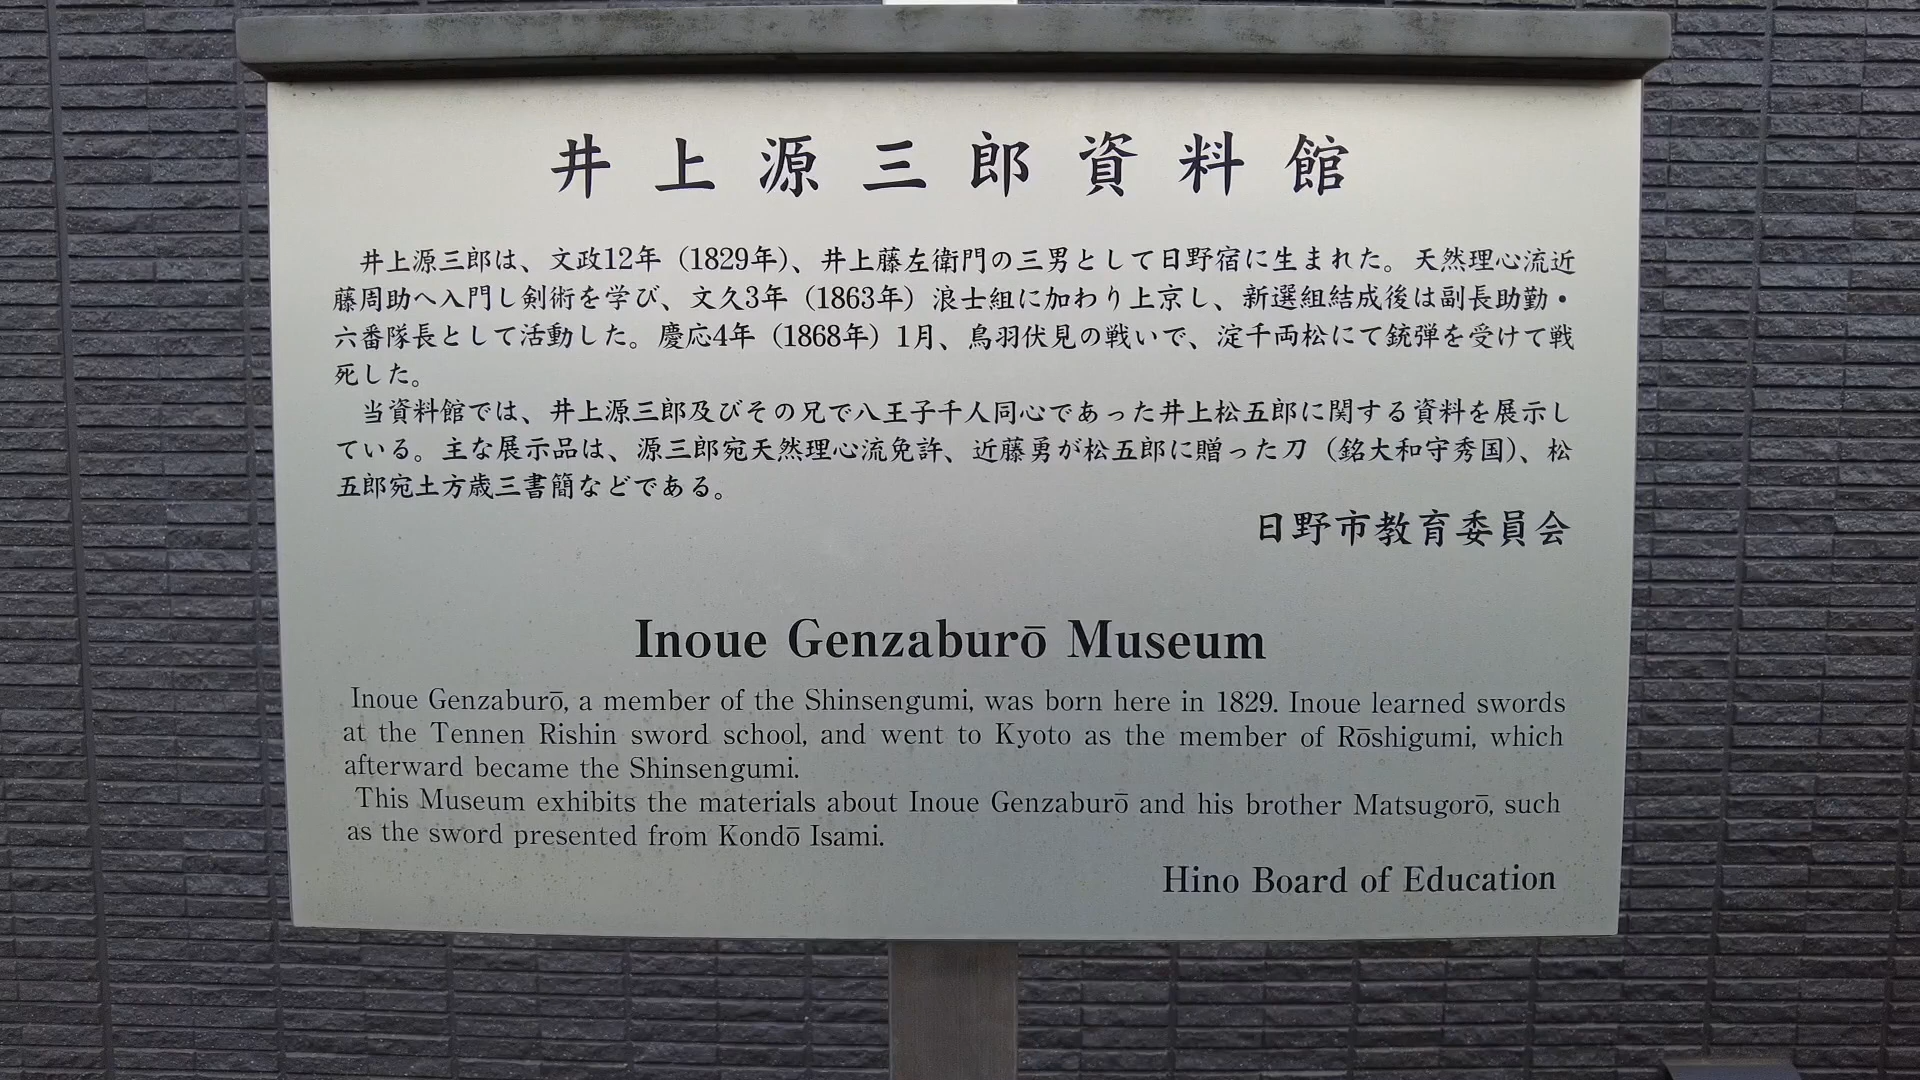 井上源三郎資料館
井上源三郎は、文政12年（1829年）、井上藤左衛門の三男として日野宿に生まれた。天然理心流近
藤周助へ入門し剣術を学び、文久3年（1863年）浪士組に加わり上京し、新選組結成後は副長助勤・
六番隊長として活動した。慶応4年（1868年）1月、鳥羽伏見の戦いで、淀千両松にて銃弾を受けて戦
死した。
当資料館では、井上源三郎及びその兄で八王子千人同心であった井上松五郎に関する資料を展示し
ている。主な展示品は、源三郎宛天然理心流免許、近藤勇が松五郎に贈った刀（銘大和守秀国）、松
五郎宛土方歳三書簡などである。
日野市教育委員会
Inoue Genzaburō Museum
Inoue Genzaburō, a member of the Shinsengumi, was born here in 1829. Inoue learned swords
at the Tennen Rishin sword school, and went to Kyoto as the member of Rōshigumi, which
afterward became the Shinsengumi.
This Museum exhibits the materials about Inoue Genzaburō and his brother Matsugorō, such
as the sword presented from Kondō Isami.
Hino Board of Education